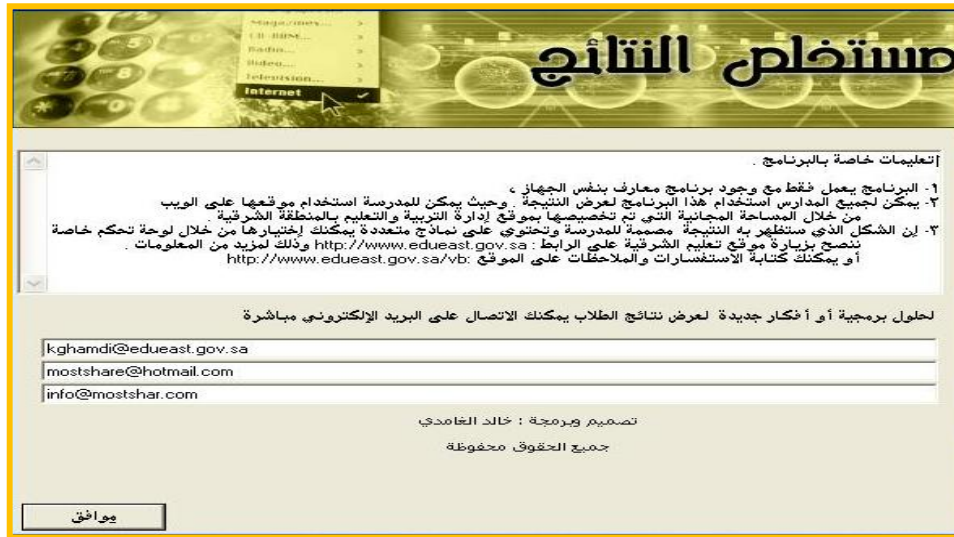 Magazines...
CD-ROM...
Radio...
Video...
Television...
Internet
مستخلص النتائج
تعليمات خاصة بالبرنامج .
١- البرنامج يعمل فقط مع وجود برنامج معارف بنفس الجهاز .
٢- يمكن لجميع المدارس استخدام هذا البرنامج لعرض النتيجة . وحيث يمكن للمدرسة استخدام موقعها على الويب
من خلال المساحة المجانية التي تم تخصيصها بموقع إدارة التربية والتعليم بالمنطقة الشرقية .
٣- إن الشكل الذي ستظهر به النتيجة مصممة للمدرسة وتحتوي على نماذج متعددة يمكنك إختيارها من خلال لوحة تحكم خاصة
ننصح بزيارة موقع تعليم الشرقية على الرابط : http://www.edueast.gov.sa وذلك لمزيد من المعلومات .
أو يمكنك كتابة الاستفسارات والملاحظات على الموقع :http://www.edueast.gov.sa/vb
لحلول برمجية أو أفكار جديدة لعرض نتائج الطلاب يمكنك الاتصال على البريد الإلكتروني مباشرة
kghamdi@edueast.gov.sa
mostshare@hotmail.com
info@mostshar.com
تصميم وبرمجة : خالد الغامدي
جميع الحقوق محفوظة
موافق